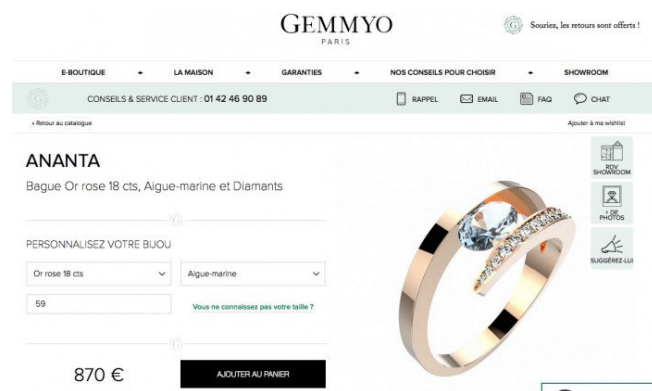 GEMMYO
PARIS
Souriez, les retours sont offerts !
E-BOUTIQUE
LA MAISON
GARANTIES
NOS CONSEILS POUR CHOISIR
SHOWROOM
CONSEILS & SERVICE CLIENT : 01 42 46 90 89
RAPPEL
EMAIL
FAQ
CHAT
‹ Retour au catalogue
Ajouter à ma wishlist
ANANTA
Bague Or rose 18 cts, Aigue-marine et Diamants
PERSONNALISEZ VOTRE BIJOU
Or rose 18 cts
Aigue-marine
59
Vous ne connaissez pas votre taille ?
870 €
AJOUTER AU PANIER
RDV
SHOWROOM
+ DE
PHOTOS
SUGGÉREZ-LUI